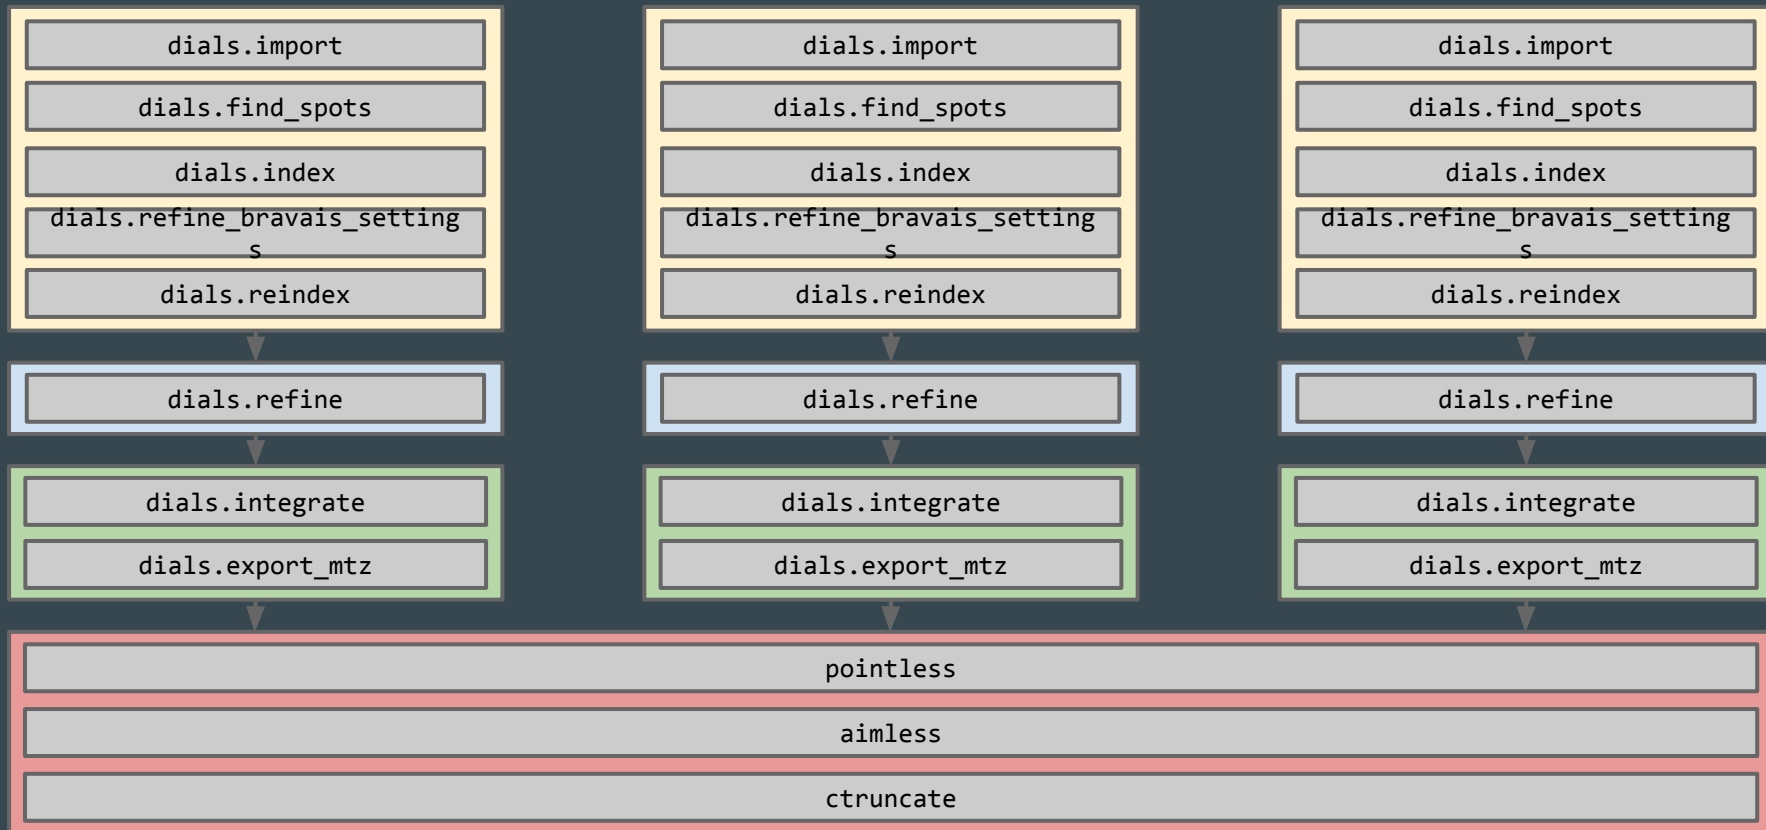 dials.import
dials.find_spots
dials.index
dials.refine_bravais_setting
s
dials.reindex
dials.refine
dials.integrate
dials.export_mtz
dials.import
dials.find_spots
dials.index
dials.refine_bravais_setting
s
dials.reindex
dials.refine
dials.integrate
dials.export_mtz
dials.import
dials.find_spots
dials.index
dials.refine_bravais_setting
s
dials.reindex
dials.refine
dials.integrate
dials.export_mtz
pointless
aimless
ctruncate